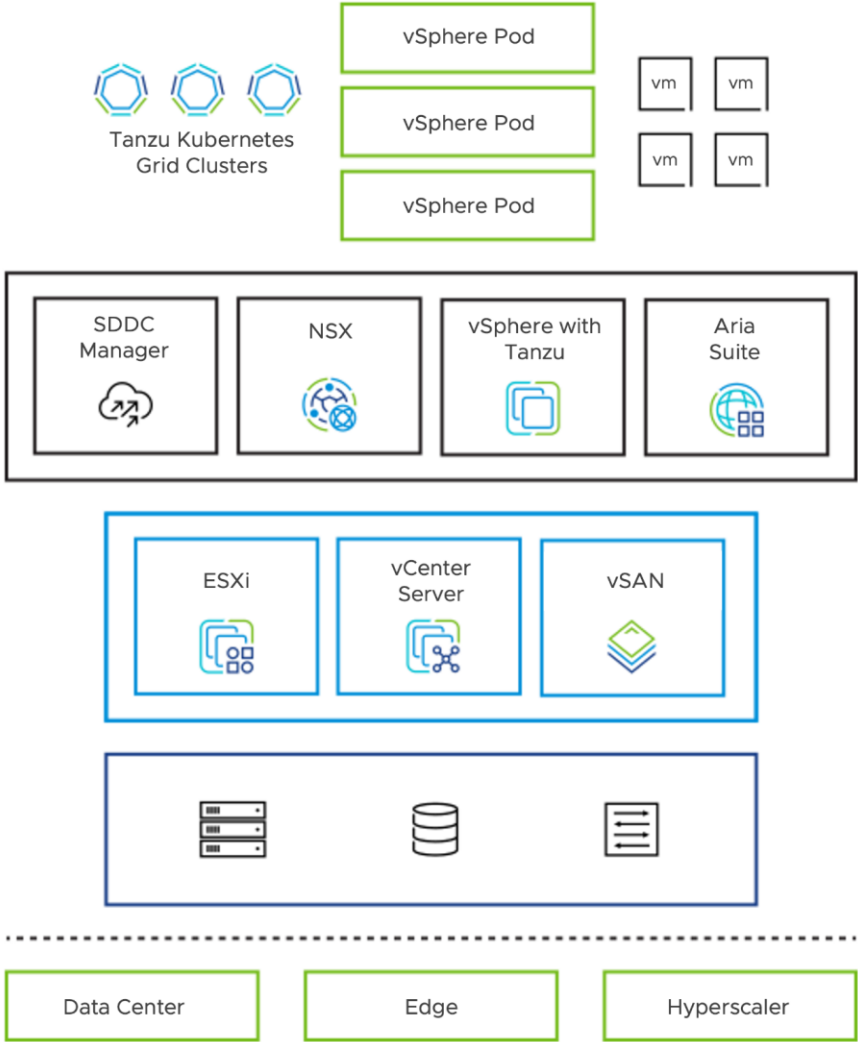 vSphere Pod
vSphere Pod
vSphere Pod
Tanzu Kubernetes
Grid Clusters
vm
vm
vm
vm
SDDC
Manager
NSX
vSphere with
Tanzu
Aria
Suite
ESXi
vCenter
Server
vSAN
Data Center
Edge
Hyperscaler